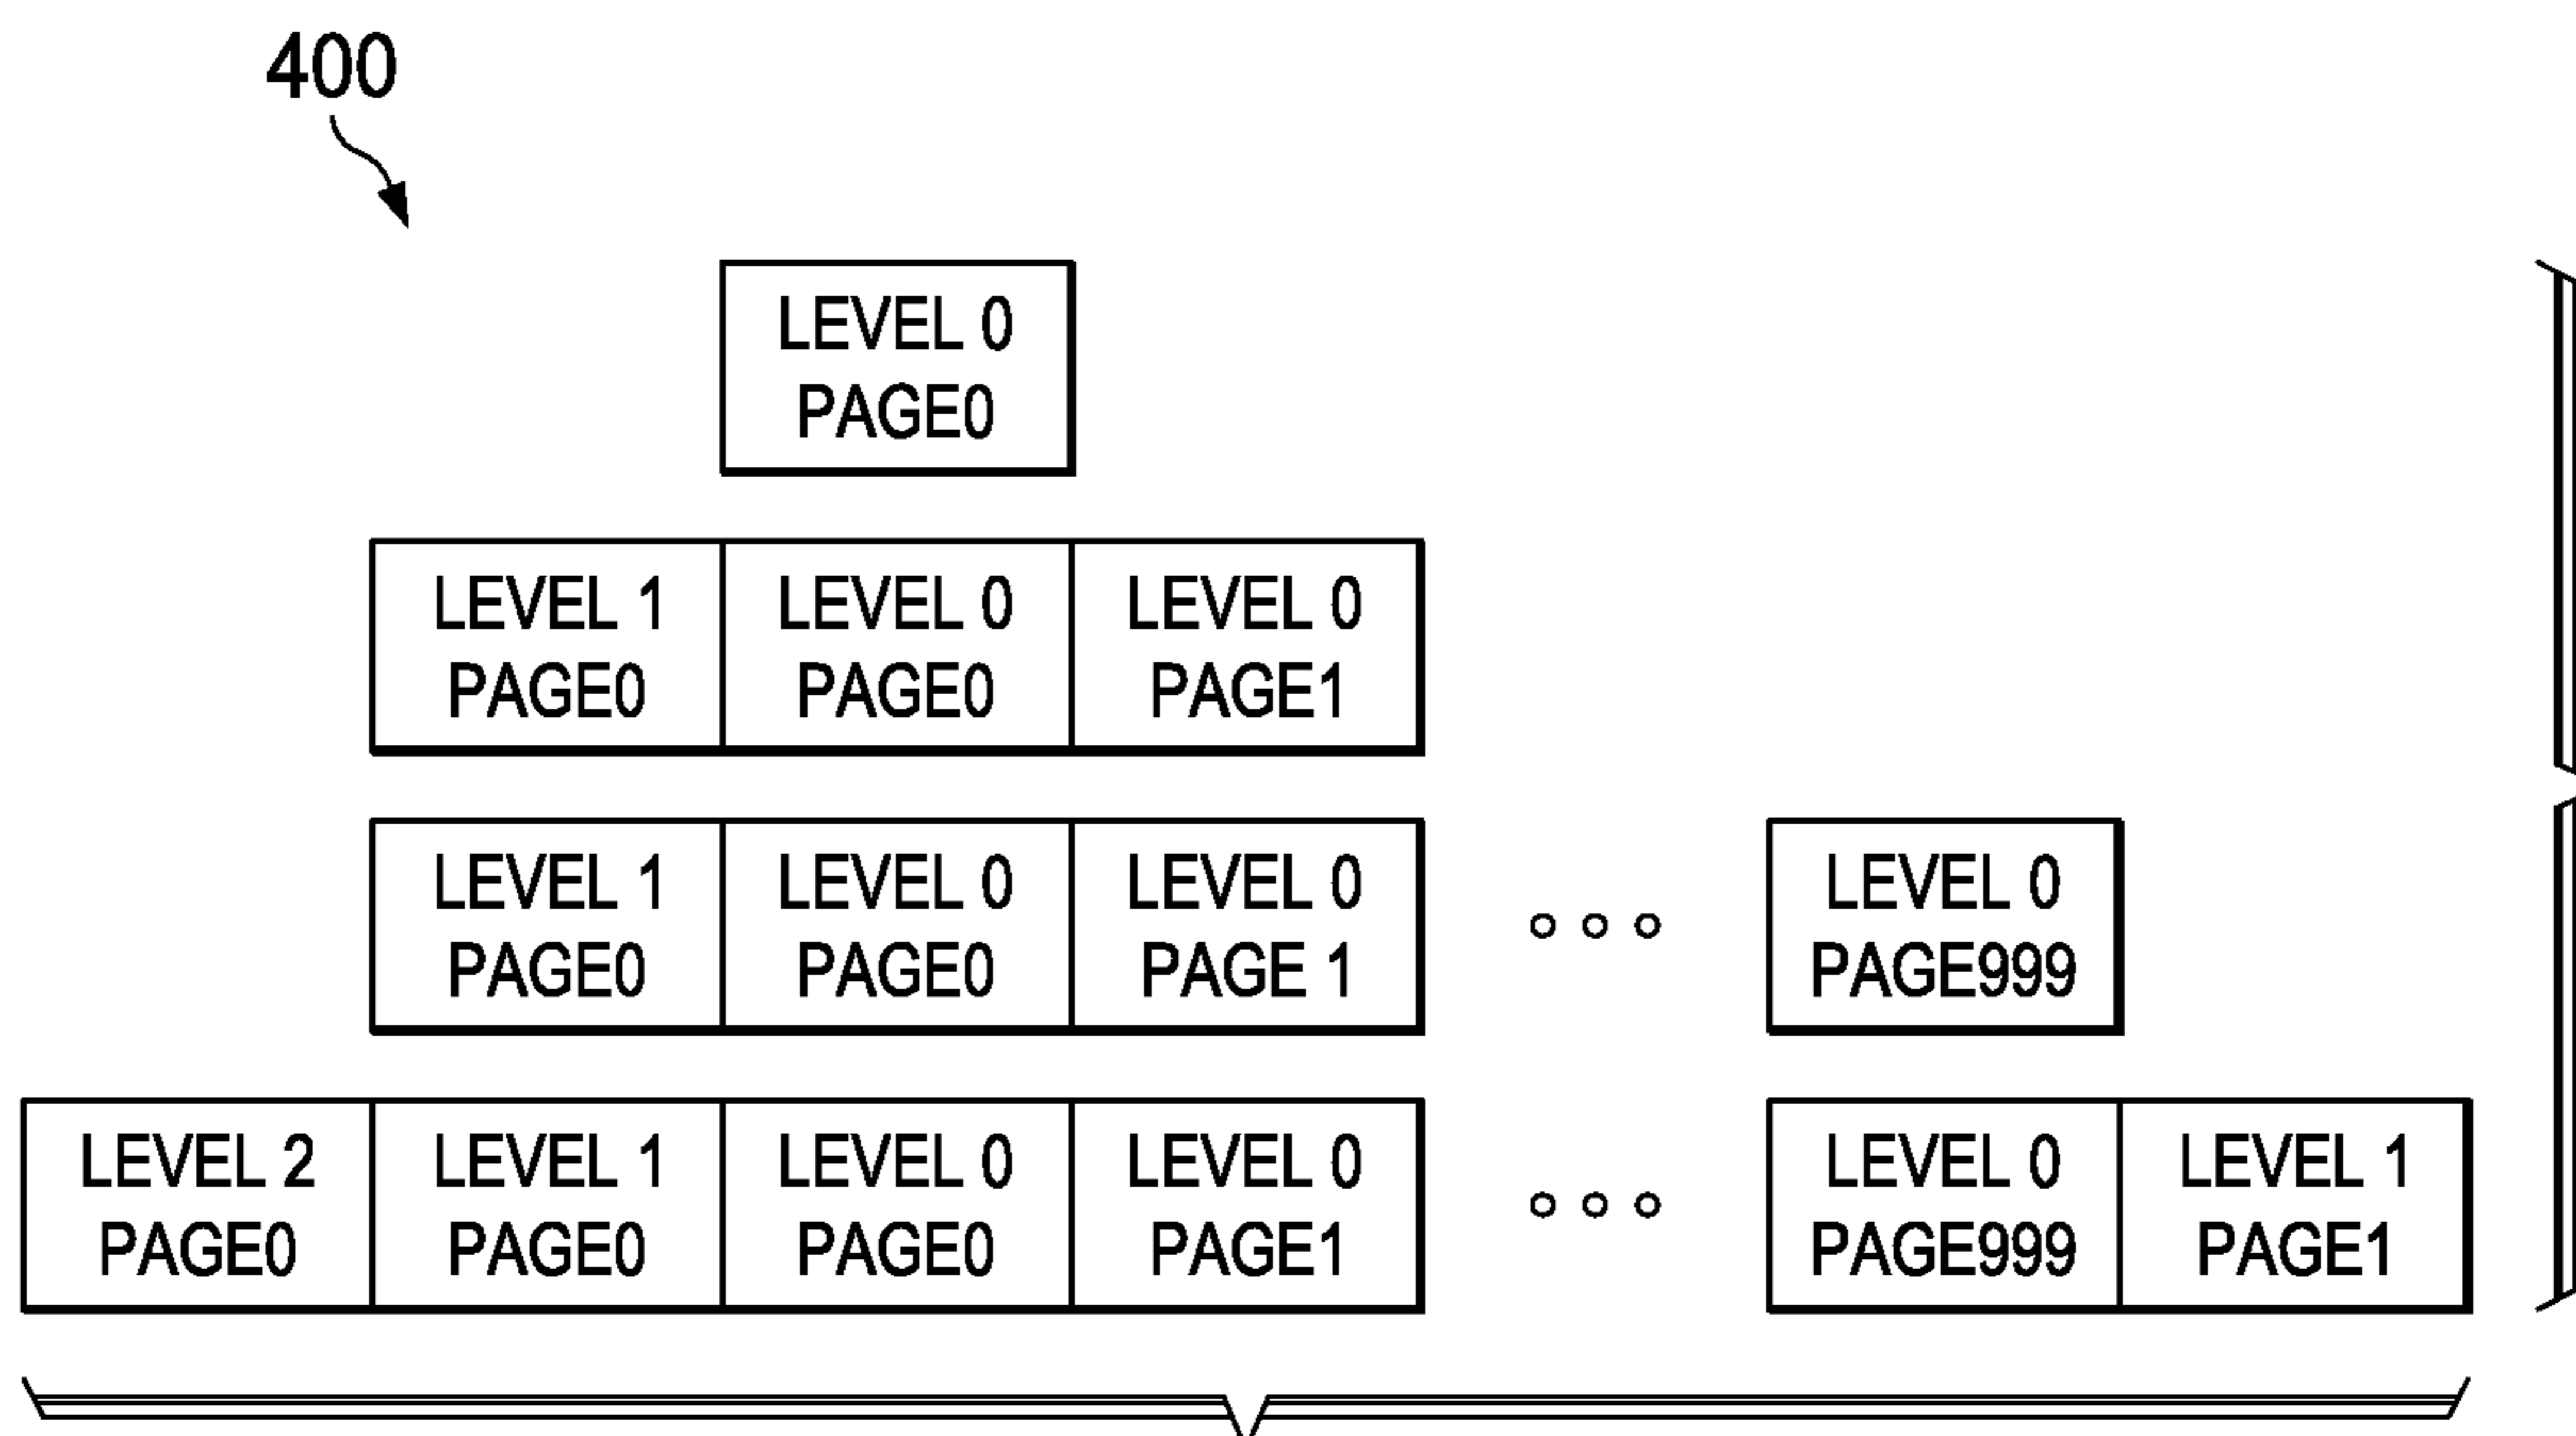 400
LEVEL 0
PAGE0
LEVEL 1 LEVEL 0 LEVEL 0
PAGE0 PAGE0 PAGE1
LEVEL 1 LEVEL 0 LEVEL 0 LEVEL 0
PAGE0 PAGE0 PAGE 1 PAGE999
LEVEL 2 LEVEL 1 LEVEL 0 LEVEL 0 LEVEL 0 LEVEL 1
PAGE0 PAGE0 PAGE0 PAGE1 PAGE999 PAGE1